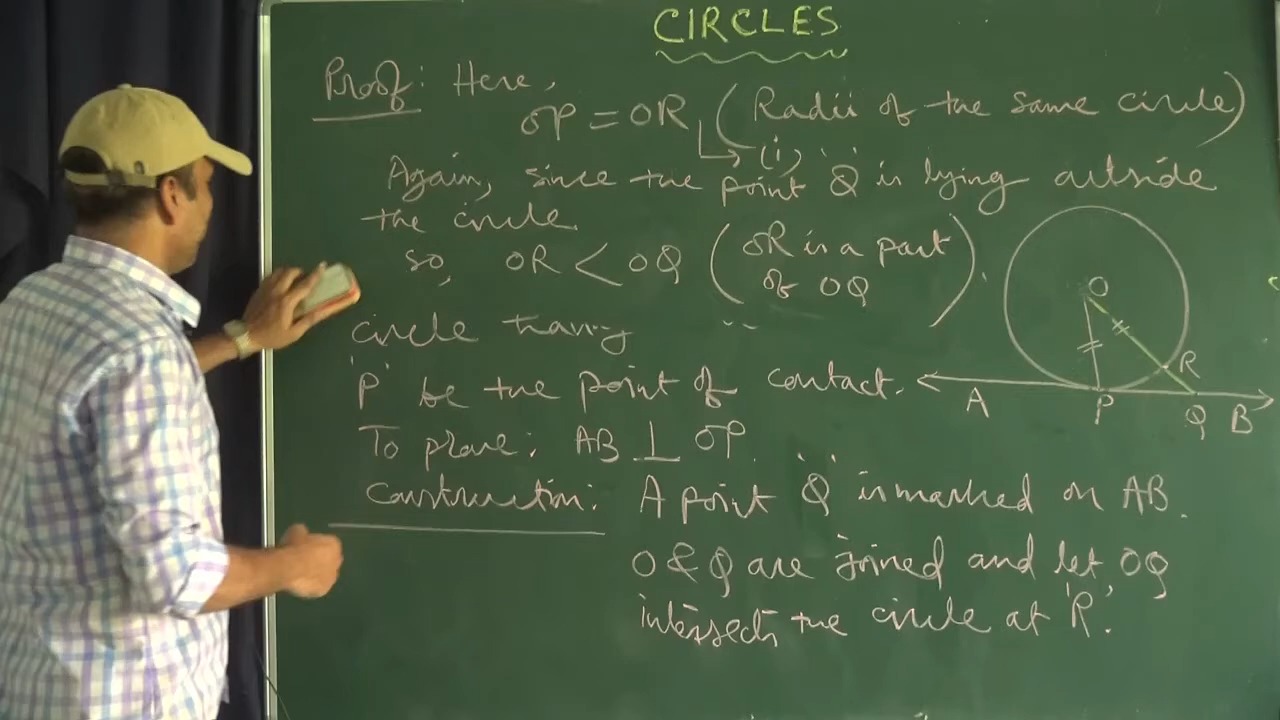 CIRCLES
Proof: Here,
OP = OR (Radii of the same circle)
↳ (i)
Again, since the point 'Q' is lying outside
the circle.
so, OR < OQ (OR is a part
of OQ).
circle having
'P' be the point of contact.
To prove: AB ⊥ OP.
Construction: A point 'Q' is marked on AB.
O & Q are joined and let OQ
intersects the circle at 'R'.
O
R
A P Q B